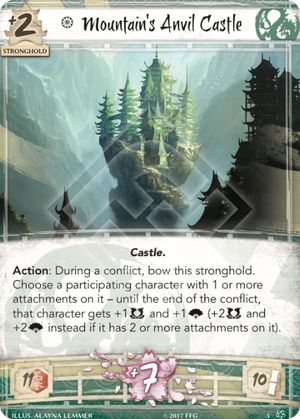 +2
STRONGHOLD
Mountain's Anvil Castle
Castle.
Action: During a conflict, bow this stronghold.
Choose a participating character with 1 or more
attachments on it – until the end of the conflict,
that character gets +1 and +1 (+2 and
+2 instead if it has 2 or more attachments on it).
11
+7
10
ILLUS. ALAYNA LEMMER
© 2017 FFG
3